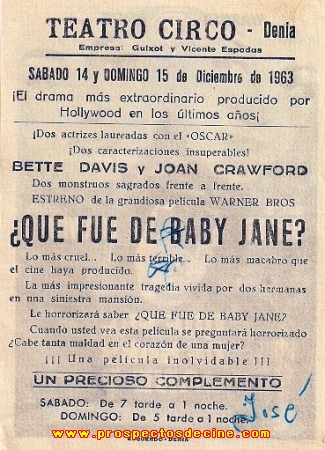 TEATRO CIRCO - Denia
Empresa: Guixot y Vicente Espadas
SABADO 14 y DOMINGO 15 de Diciembre de 1963
¡El drama más extraordinario producido por
Hollywood en los últimos años¡
¡Dos actrizes laureadas con el «OSCAR»
¡Dos caracterizaciones insuperables!
BETTE DAVIS y JOAN CRAWFORD
Dos monstruos sagrados frente a frente.
ESTRENO de la grandiosa película WARNER BROS
¿QUE FUE DE BABY JANE?
Lo más cruel... Lo más terrible... Lo más macabro que
el cine haya producido.
La más impresionante tragedia vivida por dos hermanas
en una siniestra mansión.
Le horrorizará saber ¿QUE FUE DE BABY JANE?
Cuando usted vea esta película se preguntará horrorizado
¿Cabe tanta maldad en el corazón de una mujer?
¡¡¡ Una película inolvidable !!!
UN PRECIOSO COMPLEMENTO
SABADO: De 7 tarde a 1 noche.
DOMINGO: De 5 tarde a 1 noche.
José
www.prospectosdecine.com
DENIA